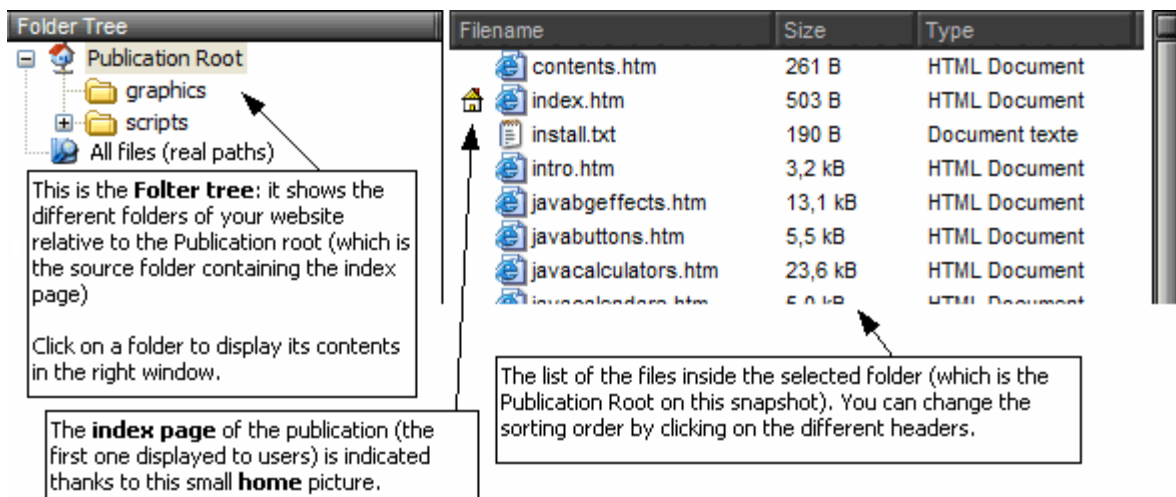 Folder Tree
Publication Root
graphics
scripts
All files (real paths)
This is the Folter tree: it shows the
different folders of your website
relative to the Publication root (which is
the source folder containing the index
page)
Click on a folder to display its contents
in the right window.
The index page of the publication (the
first one displayed to users) is indicated
thanks to this small home picture.
Filename Size Type
contents.htm 261 B HTML Document
index.htm 503 B HTML Document
install.txt 190 B Document texte
intro.htm 3,2 kB HTML Document
javabgeffects.htm 13,1 kB HTML Document
javabuttons.htm 5,5 kB HTML Document
javacalculators.htm 23,6 kB HTML Document
javacalendars.htm 5,0 kB HTML Document
The list of the files inside the selected folder (which is the
Publication Root on this snapshot). You can change the
sorting order by clicking on the different headers.